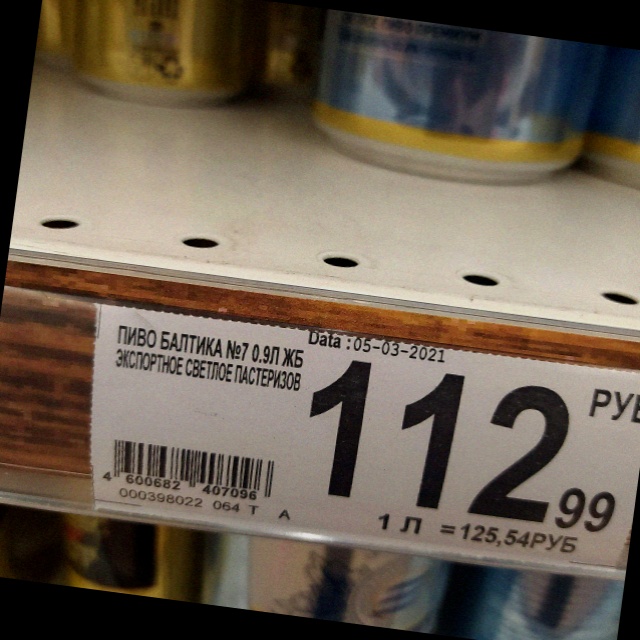 ПИВО БАЛТИКА №7 0.9Л ЖБ
ЭКСПОРТНОЕ СВЕТЛОЕ ПАСТЕРИЗОВ
Data :05-03-2021
112 99
РУБ
4 600682 407096
000398022 064 Т А
1 Л =125,54РУБ